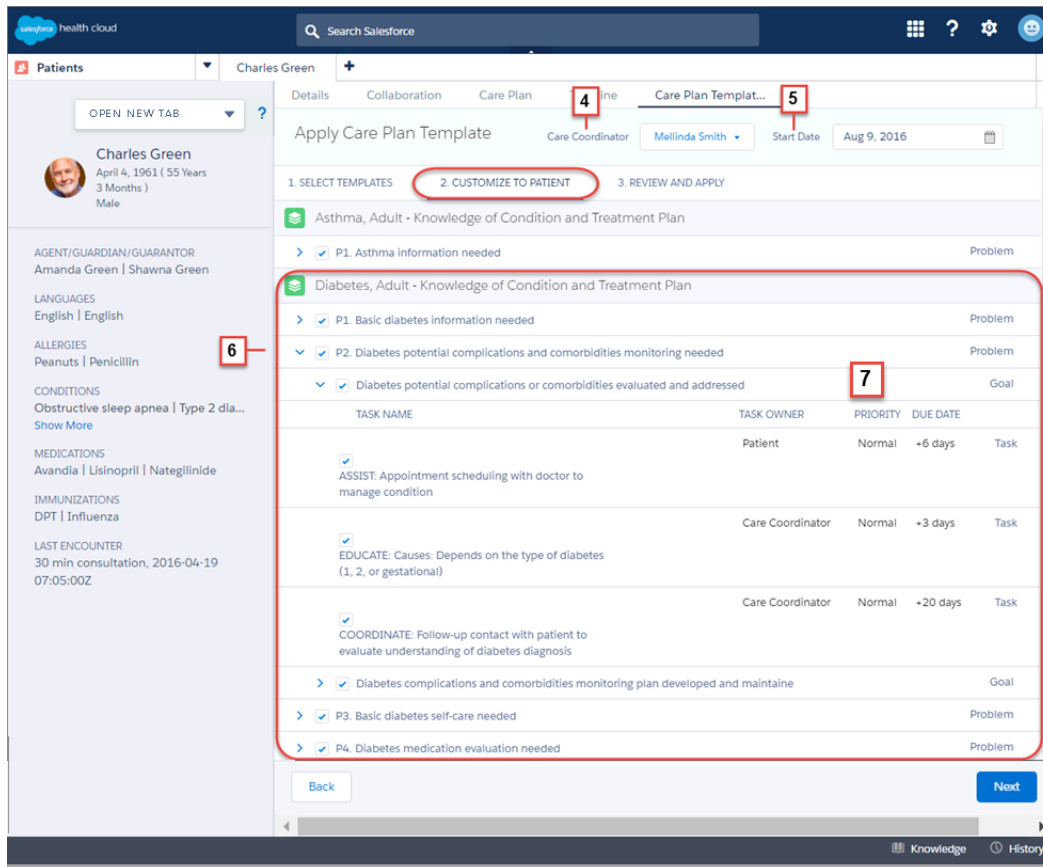 salesforce health cloud
Search Salesforce
Patients
Charles Green
OPEN NEW TAB
?
Charles Green
April 4, 1961 ( 55 Years
3 Months )
Male
AGENT/GUARDIAN/GUARANTOR
Amanda Green | Shawna Green
LANGUAGES
English | English
ALLERGIES
Peanuts | Penicillin
CONDITIONS
Obstructive sleep apnea | Type 2 dia...
Show More
MEDICATIONS
Avandia | Lisinopril | Nategilinide
IMMUNIZATIONS
DPT | Influenza
LAST ENCOUNTER
30 min consultation, 2016-04-19
07:05:00Z
Details Collaboration Care Plan Care Plan Templat...
4
5
Apply Care Plan Template Care Coordinator Mellinda Smith Start Date Aug 9, 2016
1. SELECT TEMPLATES 2. CUSTOMIZE TO PATIENT 3. REVIEW AND APPLY
Asthma, Adult - Knowledge of Condition and Treatment Plan
P1. Asthma information needed Problem
Diabetes, Adult - Knowledge of Condition and Treatment Plan
P1. Basic diabetes information needed Problem
6
P2. Diabetes potential complications and comorbidities monitoring needed Problem
7
Diabetes potential complications or comorbidities evaluated and addressed Goal
TASK NAME TASK OWNER PRIORITY DUE DATE
Patient Normal +6 days Task
ASSIST: Appointment scheduling with doctor to
manage condition
Care Coordinator Normal +3 days Task
EDUCATE: Causes: Depends on the type of diabetes
(1, 2, or gestational)
Care Coordinator Normal +20 days Task
COORDINATE: Follow-up contact with patient to
evaluate understanding of diabetes diagnosis
Diabetes complications and comorbidities monitoring plan developed and maintaine Goal
P3. Basic diabetes self-care needed Problem
P4. Diabetes medication evaluation needed Problem
Back Next
Knowledge History